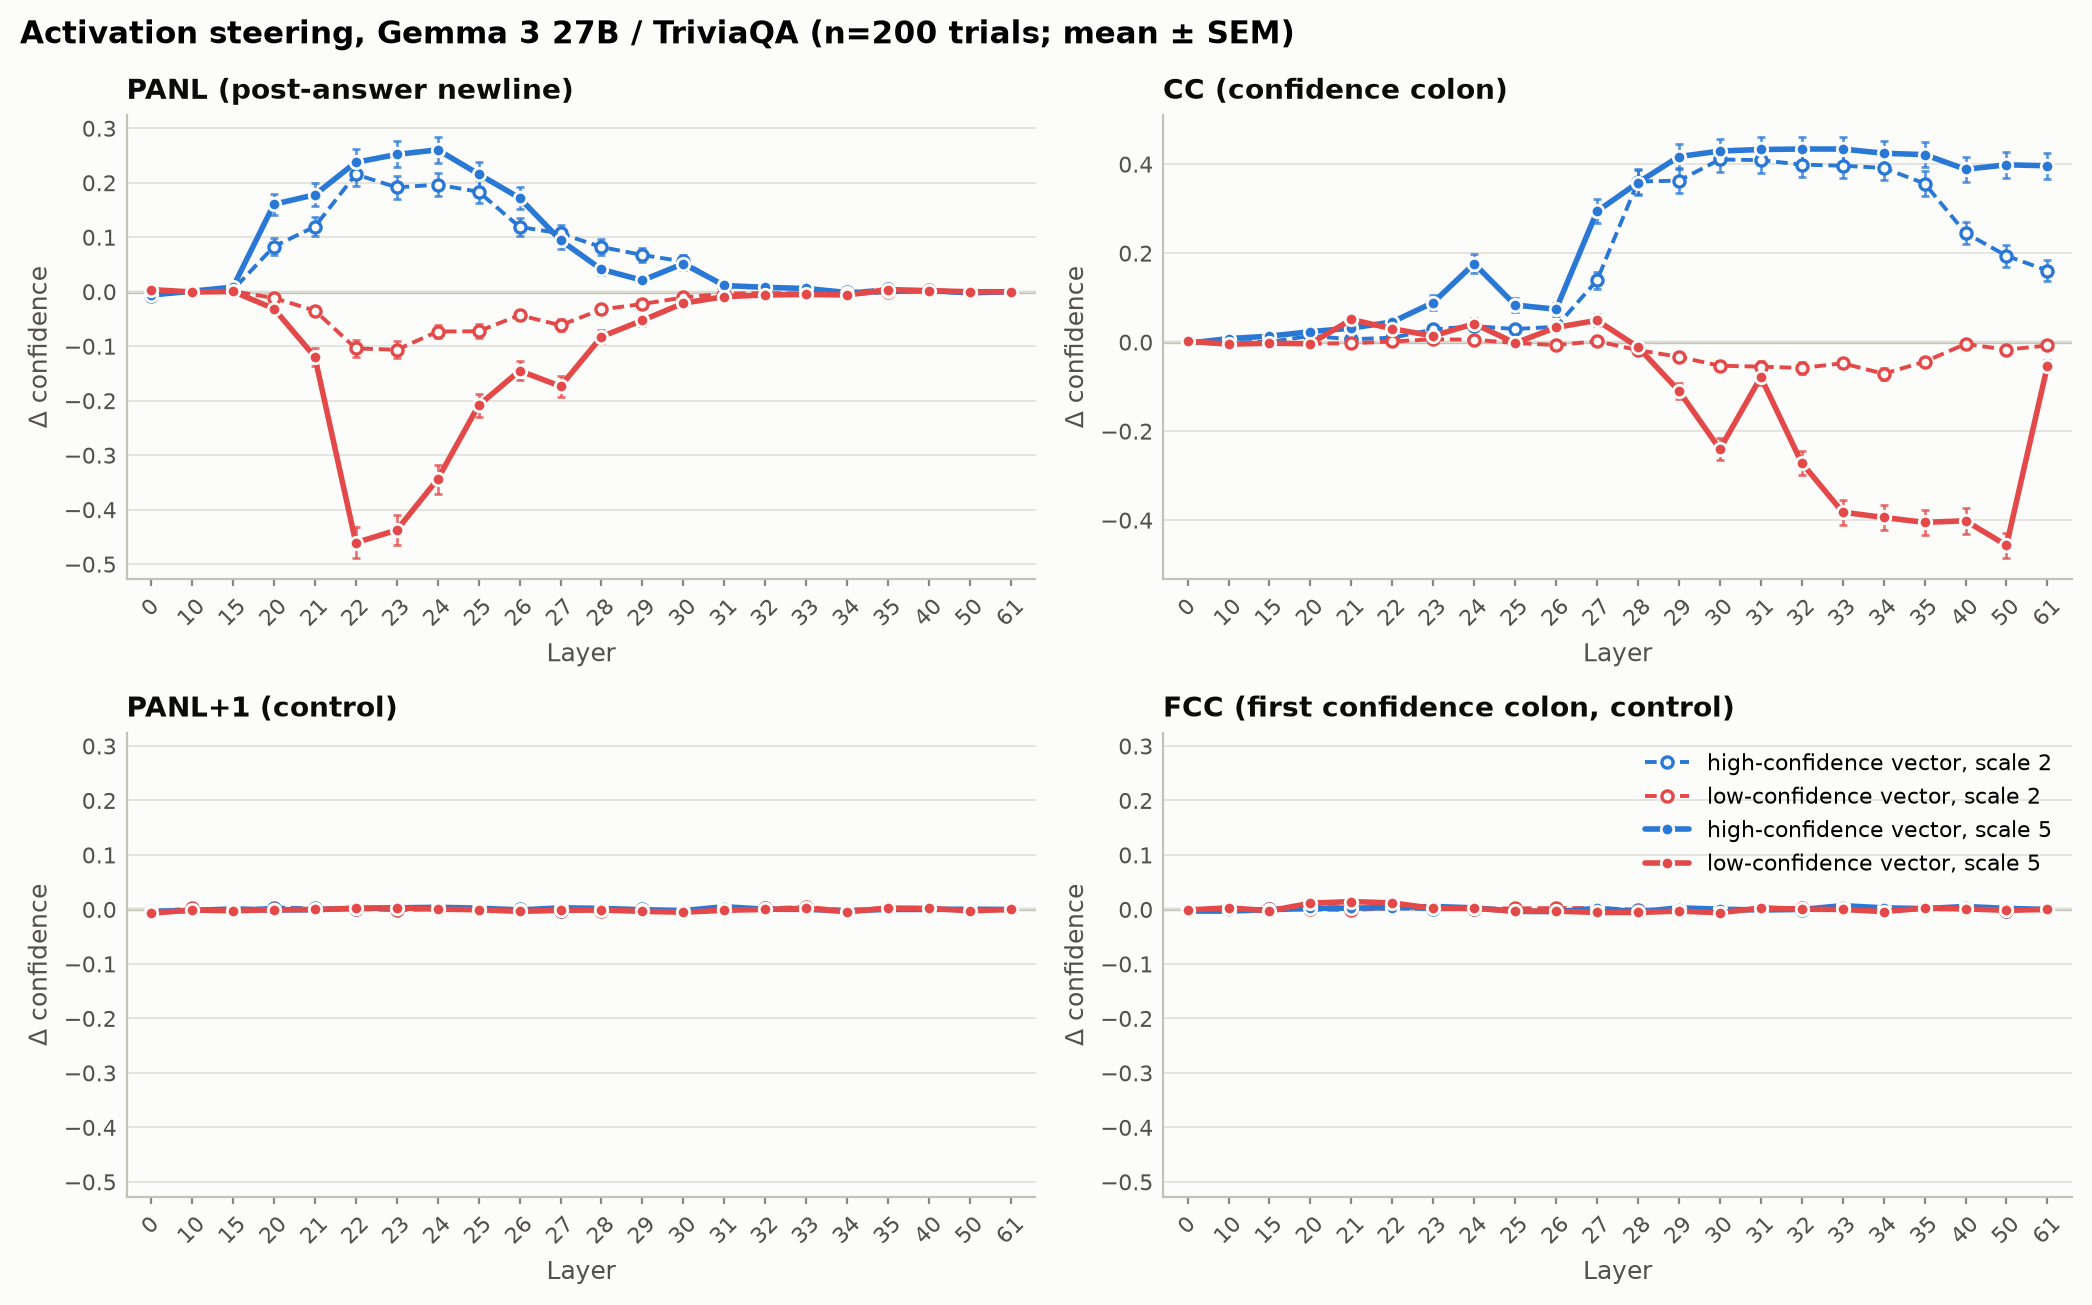 Activation steering, Gemma 3 27B / TriviaQA (n=200 trials; mean ± SEM)
PANL (post-answer newline)
0.3
0.2
0.1
0.0
−0.1
−0.2
−0.3
−0.4
−0.5
Δ confidence
0 10 15 20 21 22 23 24 25 26 27 28 29 30 31 32 33 34 35 40 50 61
Layer
CC (confidence colon)
0.4
0.2
0.0
−0.2
−0.4
Δ confidence
0 10 15 20 21 22 23 24 25 26 27 28 29 30 31 32 33 34 35 40 50 61
Layer
PANL+1 (control)
0.3
0.2
0.1
0.0
−0.1
−0.2
−0.3
−0.4
−0.5
Δ confidence
0 10 15 20 21 22 23 24 25 26 27 28 29 30 31 32 33 34 35 40 50 61
Layer
FCC (first confidence colon, control)
0.3
0.2
0.1
0.0
−0.1
−0.2
−0.3
−0.4
−0.5
Δ confidence
high-confidence vector, scale 2
low-confidence vector, scale 2
high-confidence vector, scale 5
low-confidence vector, scale 5
0 10 15 20 21 22 23 24 25 26 27 28 29 30 31 32 33 34 35 40 50 61
Layer